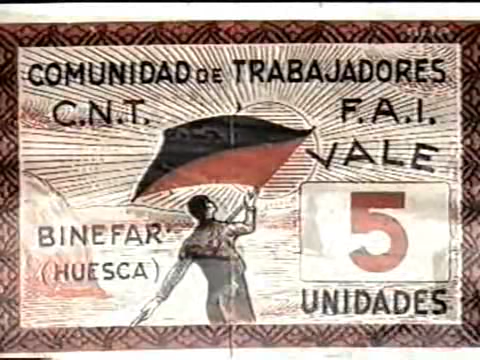 COMUNIDAD DE TRABAJADORES
C.N.T. F.A.I.
VALE
5
BINEFAR
(HUESCA)
UNIDADES